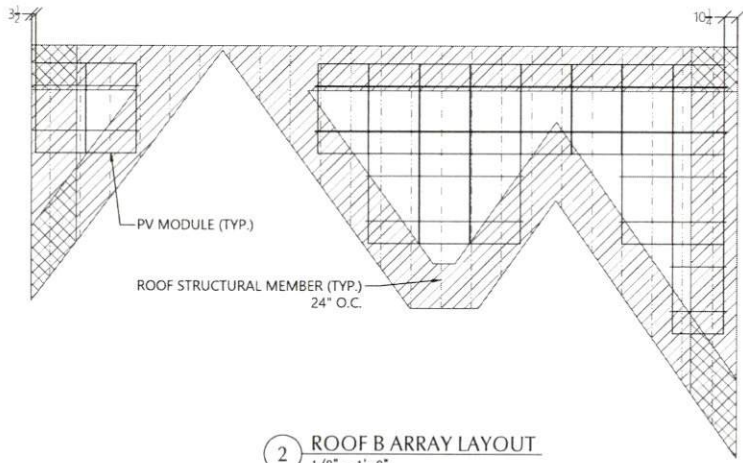 3½
10¼
PV MODULE (TYP.)
ROOF STRUCTURAL MEMBER (TYP.)
24" O.C.
2
ROOF B ARRAY LAYOUT